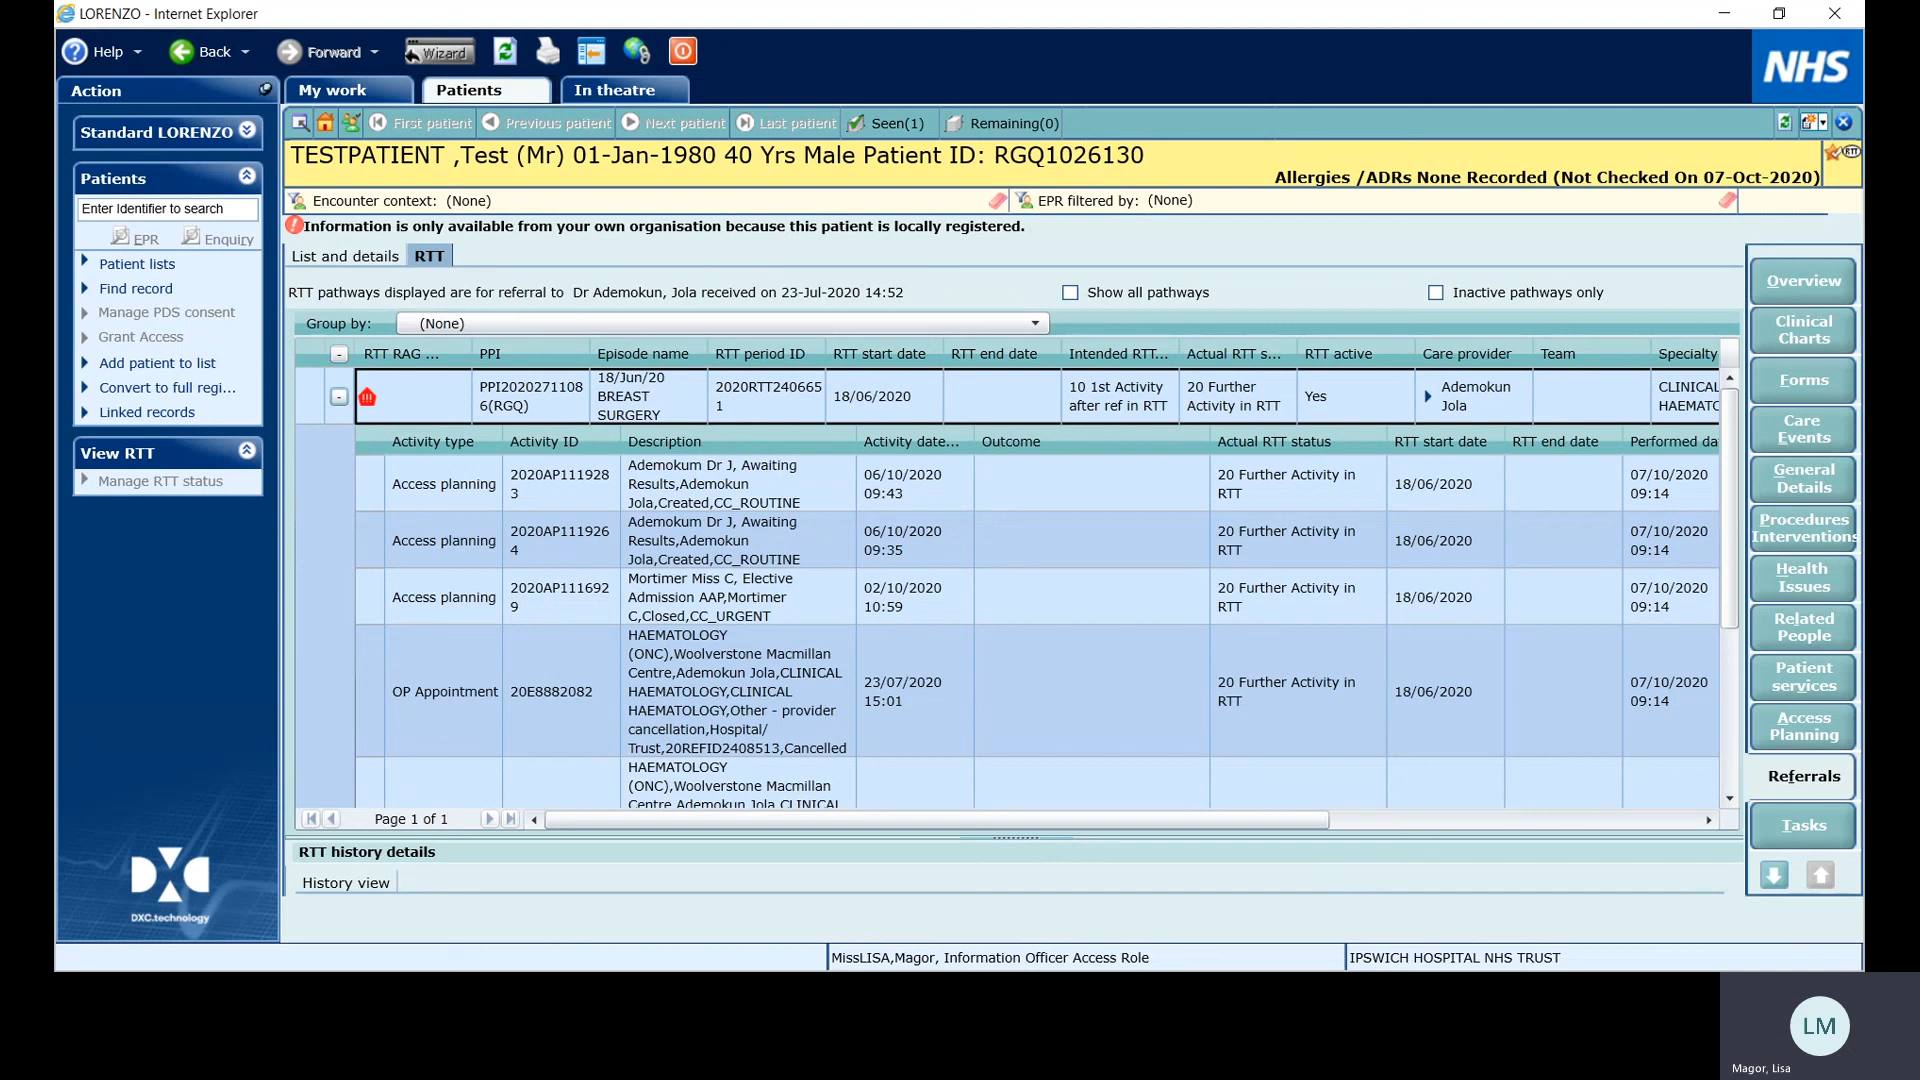 LORENZO - Internet Explorer
Help Back Forward Wizard
NHS
Action My work Patients In theatre
Standard LORENZO
First patient Previous patient Next patient Last patient Seen(1) Remaining(0)
TESTPATIENT ,Test (Mr) 01-Jan-1980 40 Yrs Male Patient ID: RGQ1026130
RTT
Allergies /ADRs None Recorded (Not Checked On 07-Oct-2020)
Patients
Enter Identifier to search
EPR Enquiry
Patient lists
Find record
Manage PDS consent
Grant Access
Add patient to list
Convert to full regi...
Linked records
View RTT
Manage RTT status
DXC.technology
Encounter context: (None) EPR filtered by: (None)
Information is only available from your own organisation because this patient is locally registered.
List and details RTT
RTT pathways displayed are for referral to Dr Ademokun, Jola received on 23-Jul-2020 14:52 Show all pathways Inactive pathways only
Group by: (None)
- RTT RAG ... PPI Episode name RTT period ID RTT start date RTT end date Intended RTT... Actual RTT s... RTT active Care provider Team Specialty
- PPI2020271108 18/Jun/20 2020RTT240665 18/06/2020 10 1st Activity 20 Further Yes Ademokun CLINICAL
6(RGQ) BREAST 1 after ref in RTT Activity in RTT Jola HAEMATO
SURGERY
Activity type Activity ID Description Activity date... Outcome Actual RTT status RTT start date RTT end date Performed da
Access planning 2020AP111928 Ademokum Dr J, Awaiting 06/10/2020 20 Further Activity in 18/06/2020 07/10/2020
3 Results,Ademokun 09:43 RTT 09:14
Jola,Created,CC_ROUTINE
Access planning 2020AP111926 Ademokum Dr J, Awaiting 06/10/2020 20 Further Activity in 18/06/2020 07/10/2020
4 Results,Ademokun 09:35 RTT 09:14
Jola,Created,CC_ROUTINE
Access planning 2020AP111692 Mortimer Miss C, Elective 02/10/2020 20 Further Activity in 18/06/2020 07/10/2020
9 Admission AAP,Mortimer 10:59 RTT 09:14
C,Closed,CC_URGENT
OP Appointment 20E8882082 HAEMATOLOGY 23/07/2020 20 Further Activity in 18/06/2020 07/10/2020
(ONC),Woolverstone Macmillan 15:01 RTT 09:14
Centre,Ademokun Jola,CLINICAL
HAEMATOLOGY,CLINICAL
HAEMATOLOGY,Other - provider
cancellation,Hospital/
Trust,20REFID2408513,Cancelled
HAEMATOLOGY
(ONC),Woolverstone Macmillan
Centre,Ademokun Jola,CLINICAL
Page 1 of 1
RTT history details
History view
Overview
Clinical
Charts
Forms
Care
Events
General
Details
Procedures
Interventions
Health
Issues
Related
People
Patient
services
Access
Planning
Referrals
Tasks
MissLISA,Magor, Information Officer Access Role IPSWICH HOSPITAL NHS TRUST
LM
Magor, Lisa